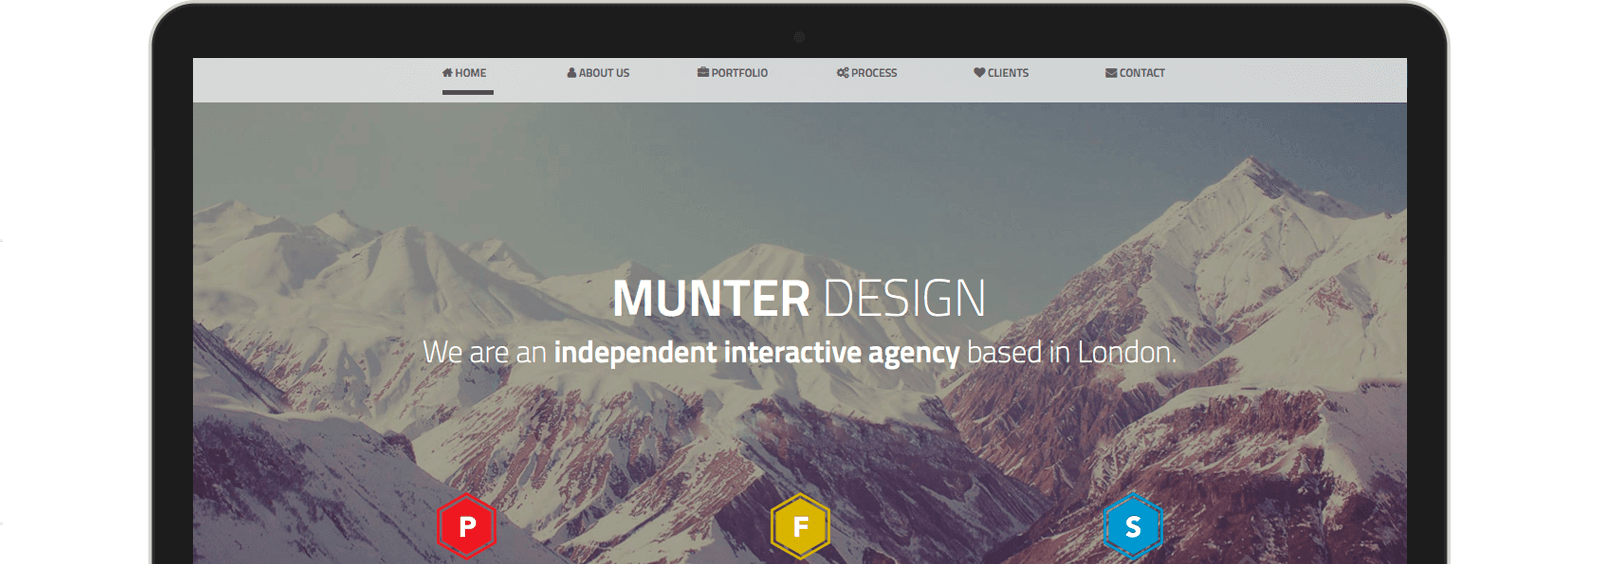 HOME ABOUT US PORTFOLIO PROCESS CLIENTS CONTACT
MUNTER DESIGN
We are an independent interactive agency based in London.
P F S